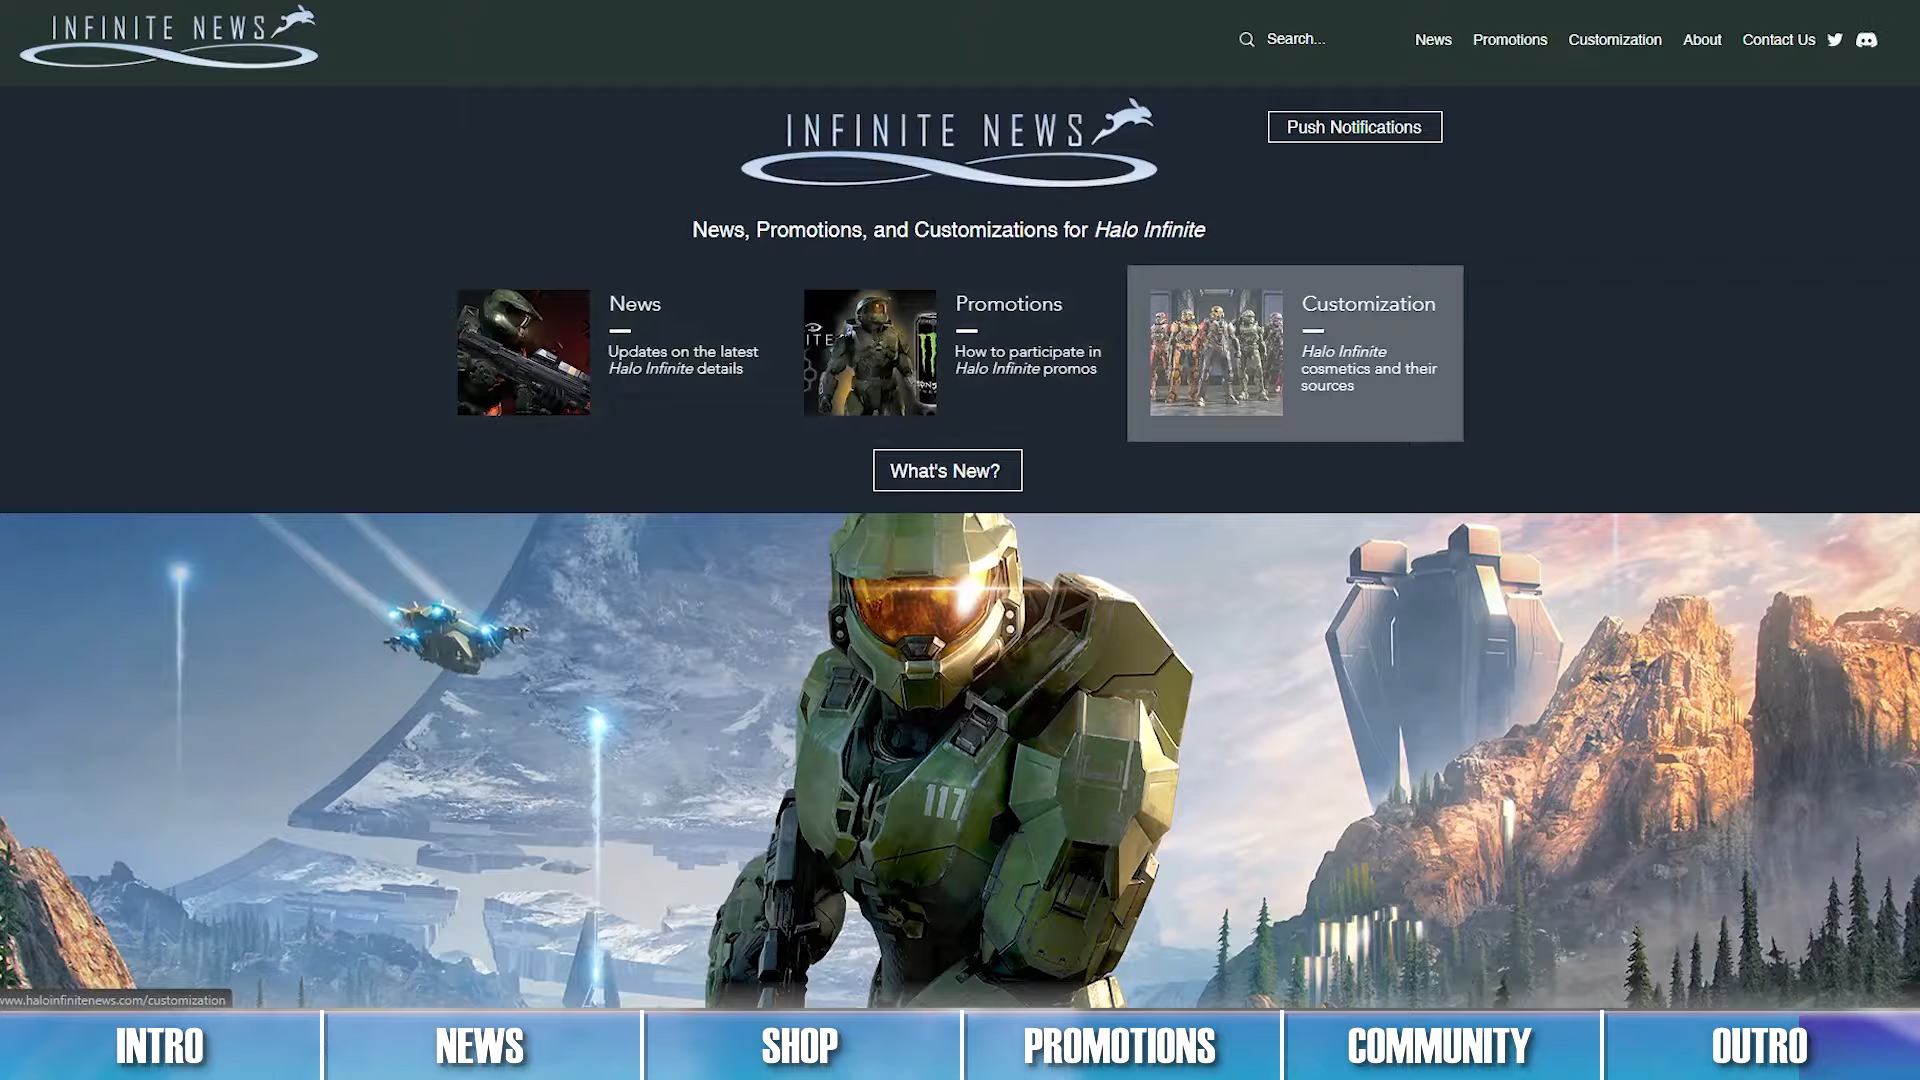 INFINITE NEWS
Search...
News
Promotions
Customization
About
Contact Us
INFINITE NEWS
Push Notifications
News, Promotions, and Customizations for Halo Infinite
News
Updates on the latest
Halo Infinite details
Promotions
How to participate in
Halo Infinite promos
Customization
Halo Infinite
cosmetics and their
sources
What's New?
117
www.haloinfinitenews.com/customization
INTRO
NEWS
SHOP
PROMOTIONS
COMMUNITY
OUTRO